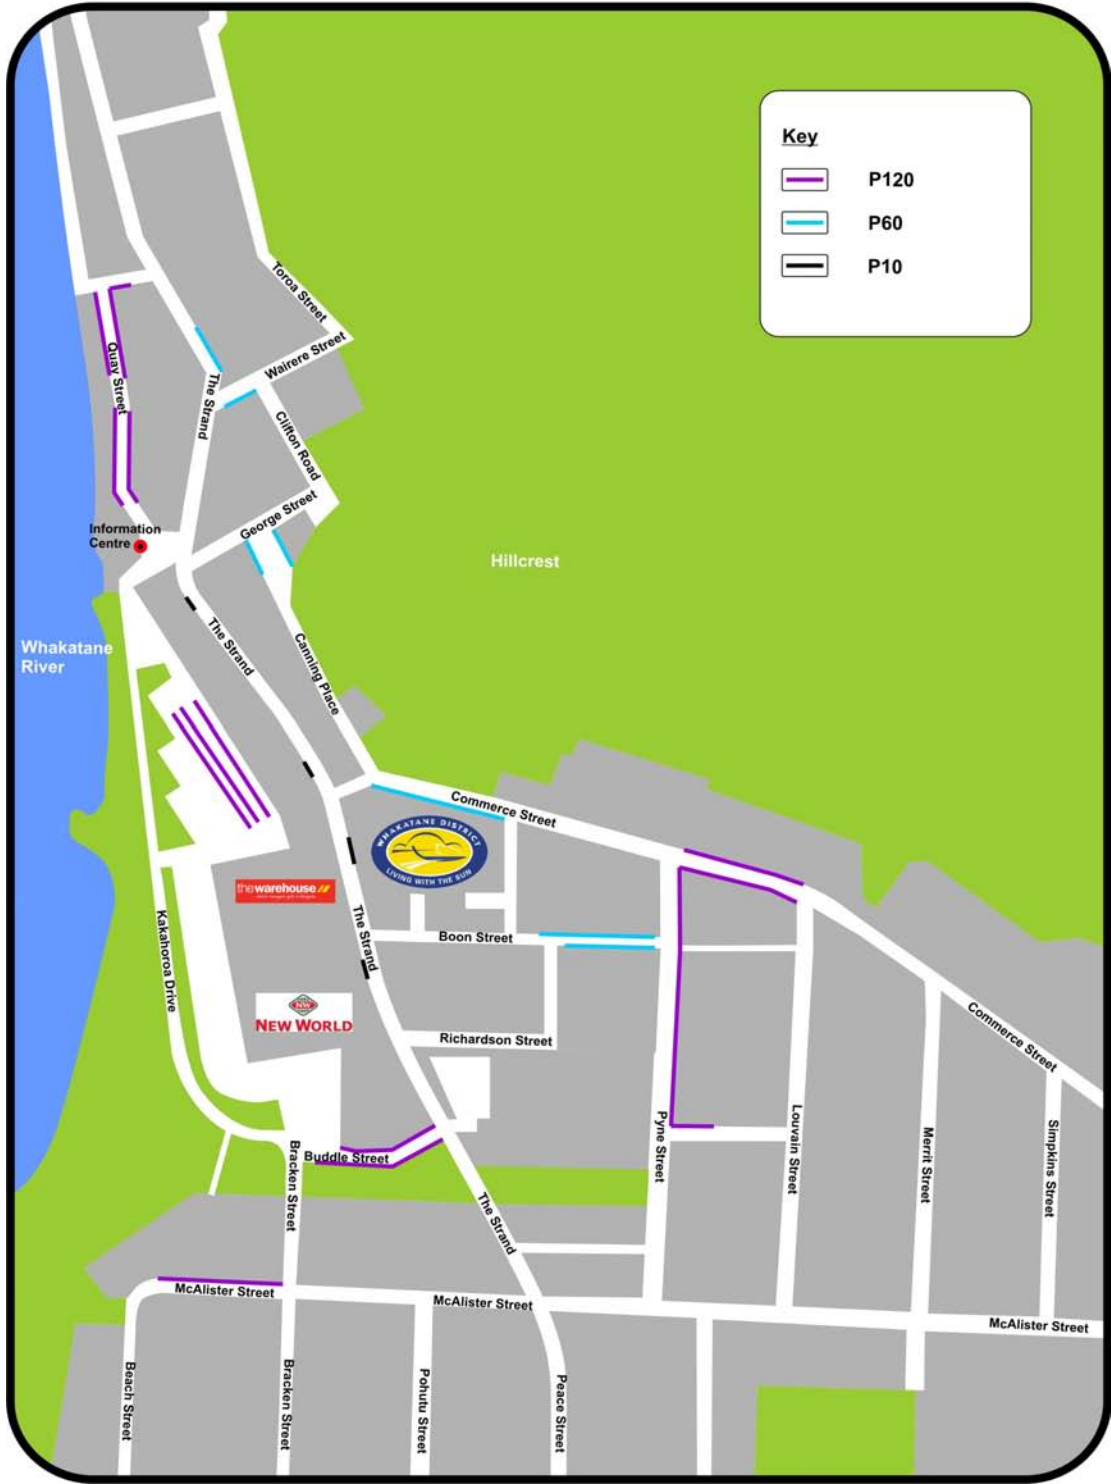 Key
P120
P60
P10
Toroa Street
Quay Street
Wairere Street
The Strand
Clifton Road
George Street
Information
Centre
Hillcrest
Whakatane
River
The Strand
Canning Place
Commerce Street
WHAKATANE DISTRICT
LIVING WITH THE SUN
thewarehouse
Kakahoroa Drive
The Strand
Boon Street
NW
NEW WORLD
Richardson Street
Commerce Street
Pyne Street
Louvain Street
Merrit Street
Simpkins Street
Buddle Street
Bracken Street
The Strand
McAlister Street
McAlister Street
McAlister Street
Beach Street
Bracken Street
Pohutu Street
Peace Street